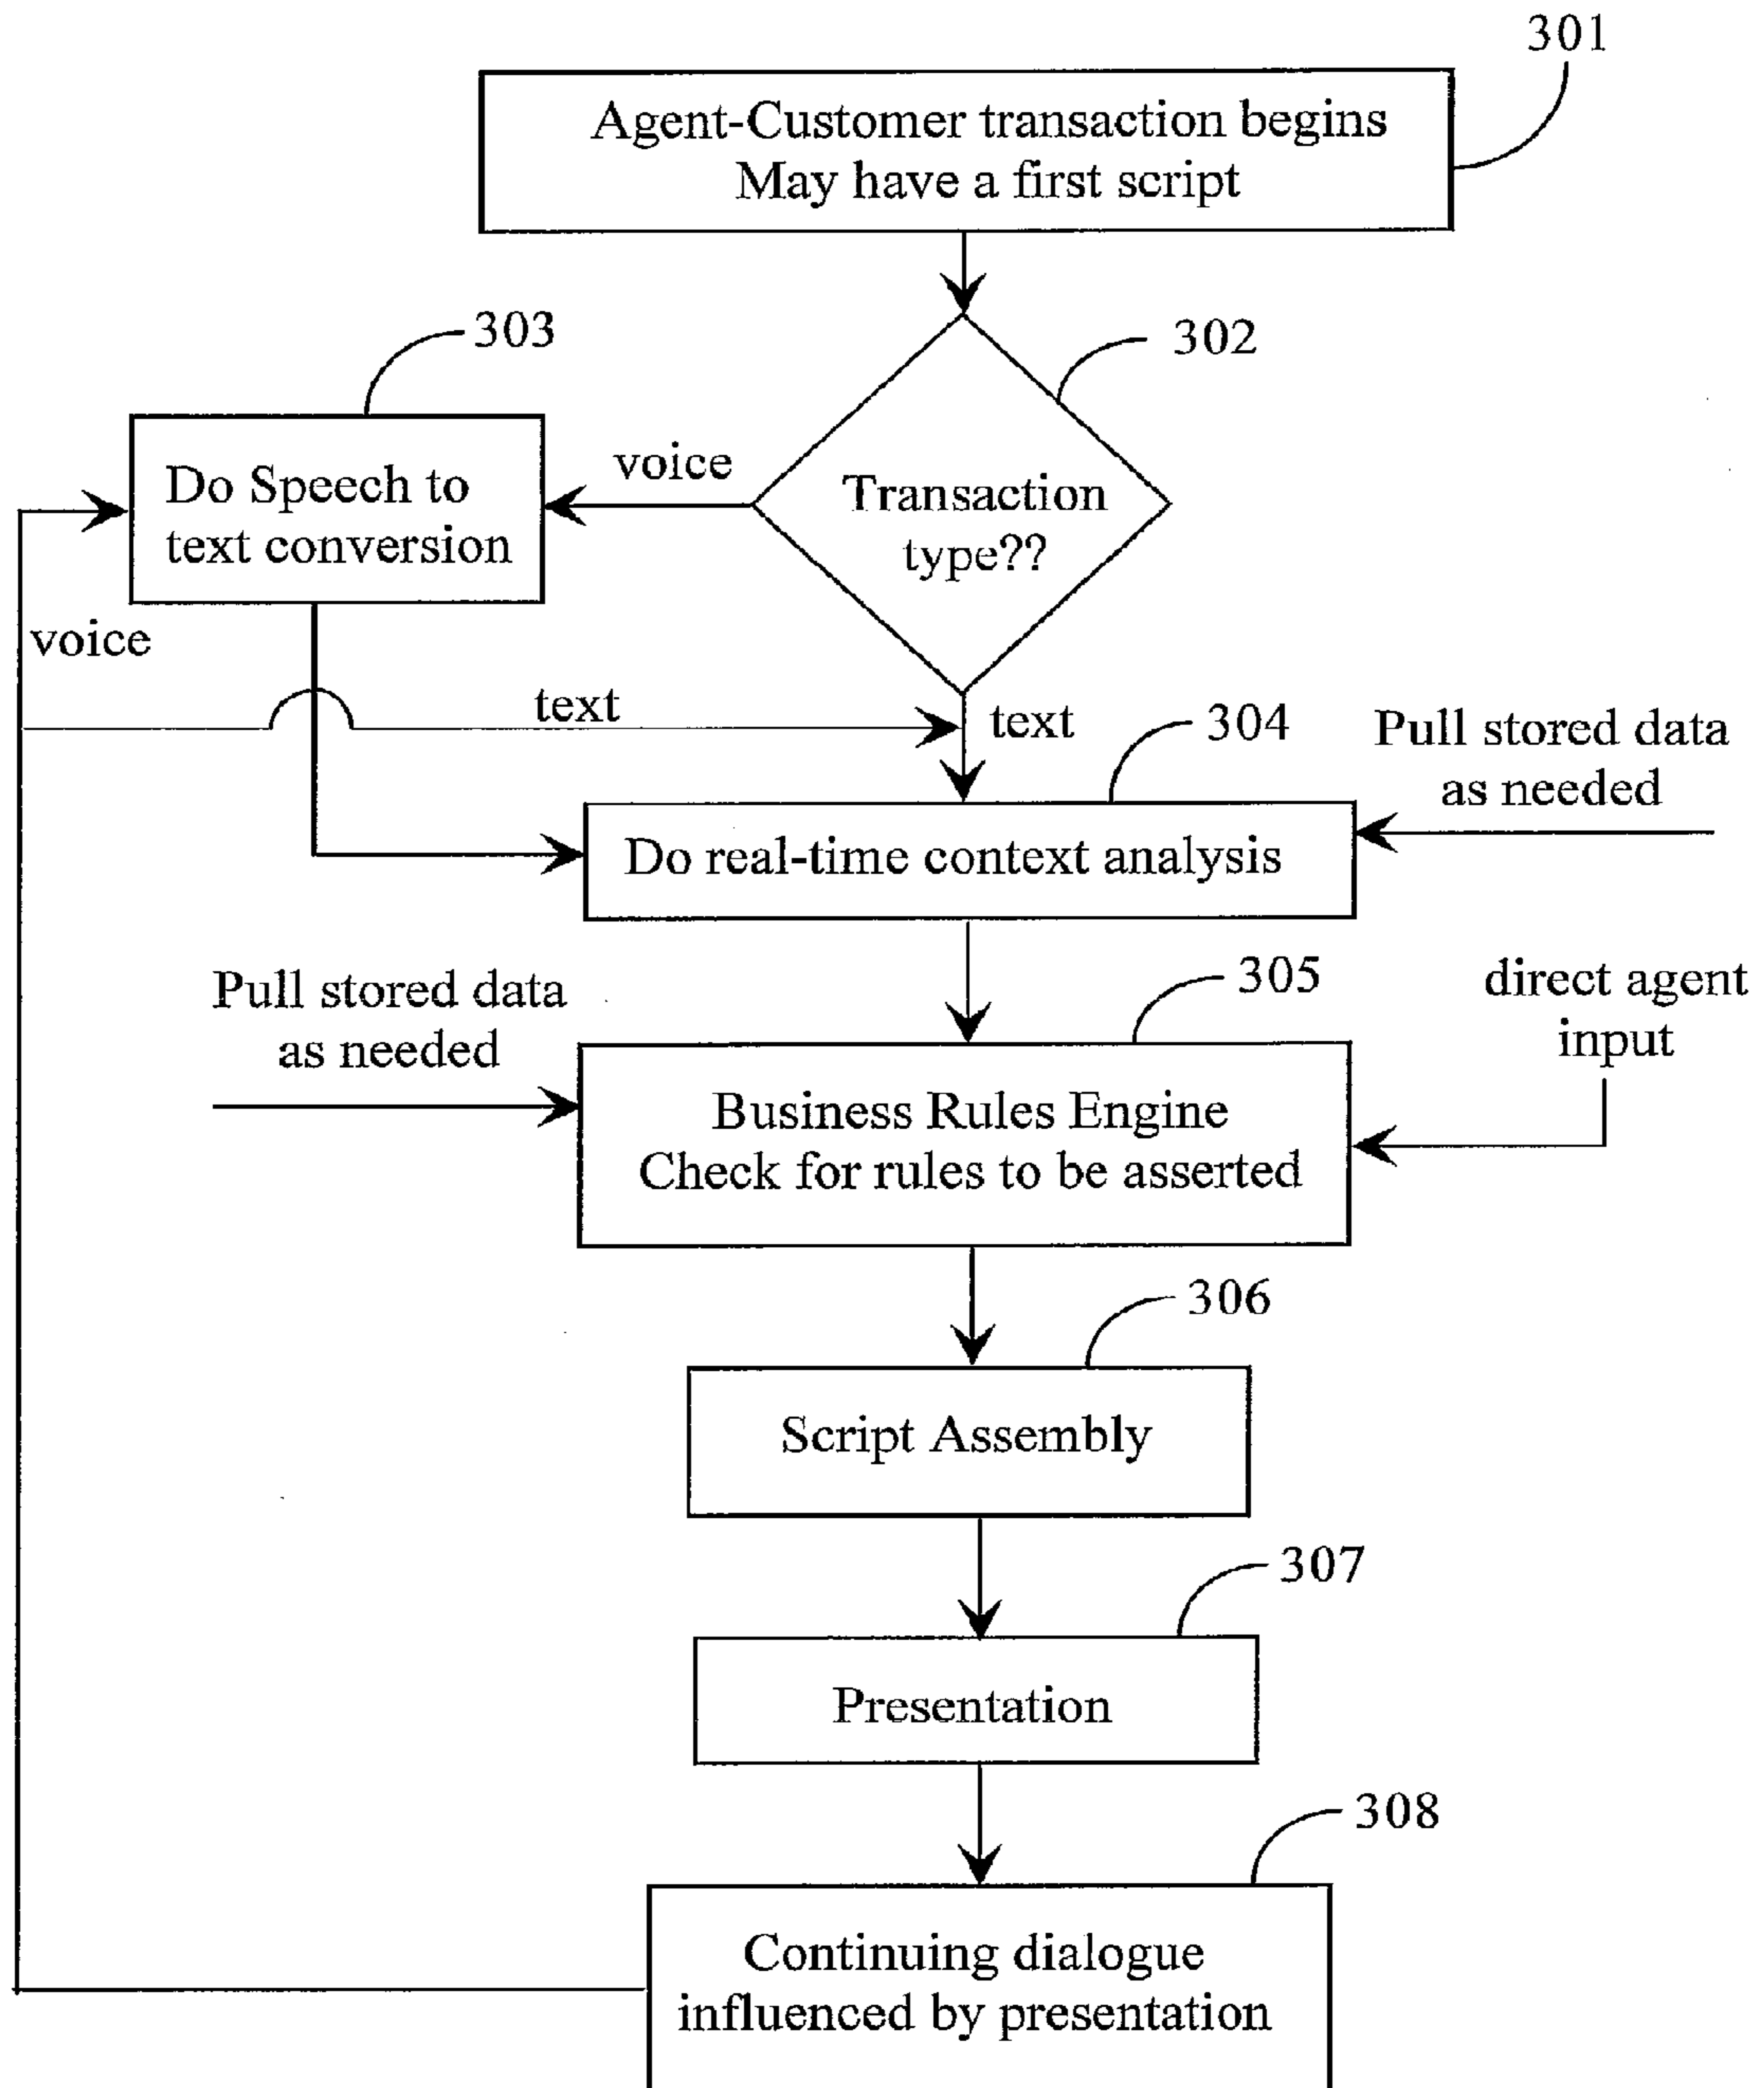 301
Agent-Customer transaction begins
May have a first script
303
302
voice
Do Speech to
text conversion
Transaction
type??
voice
text
text
304
Pull stored data
as needed
Do real-time context analysis
Pull stored data
as needed
305
direct agent
input
Business Rules Engine
Check for rules to be asserted
306
Script Assembly
307
Presentation
308
Continuing dialogue
influenced by presentation